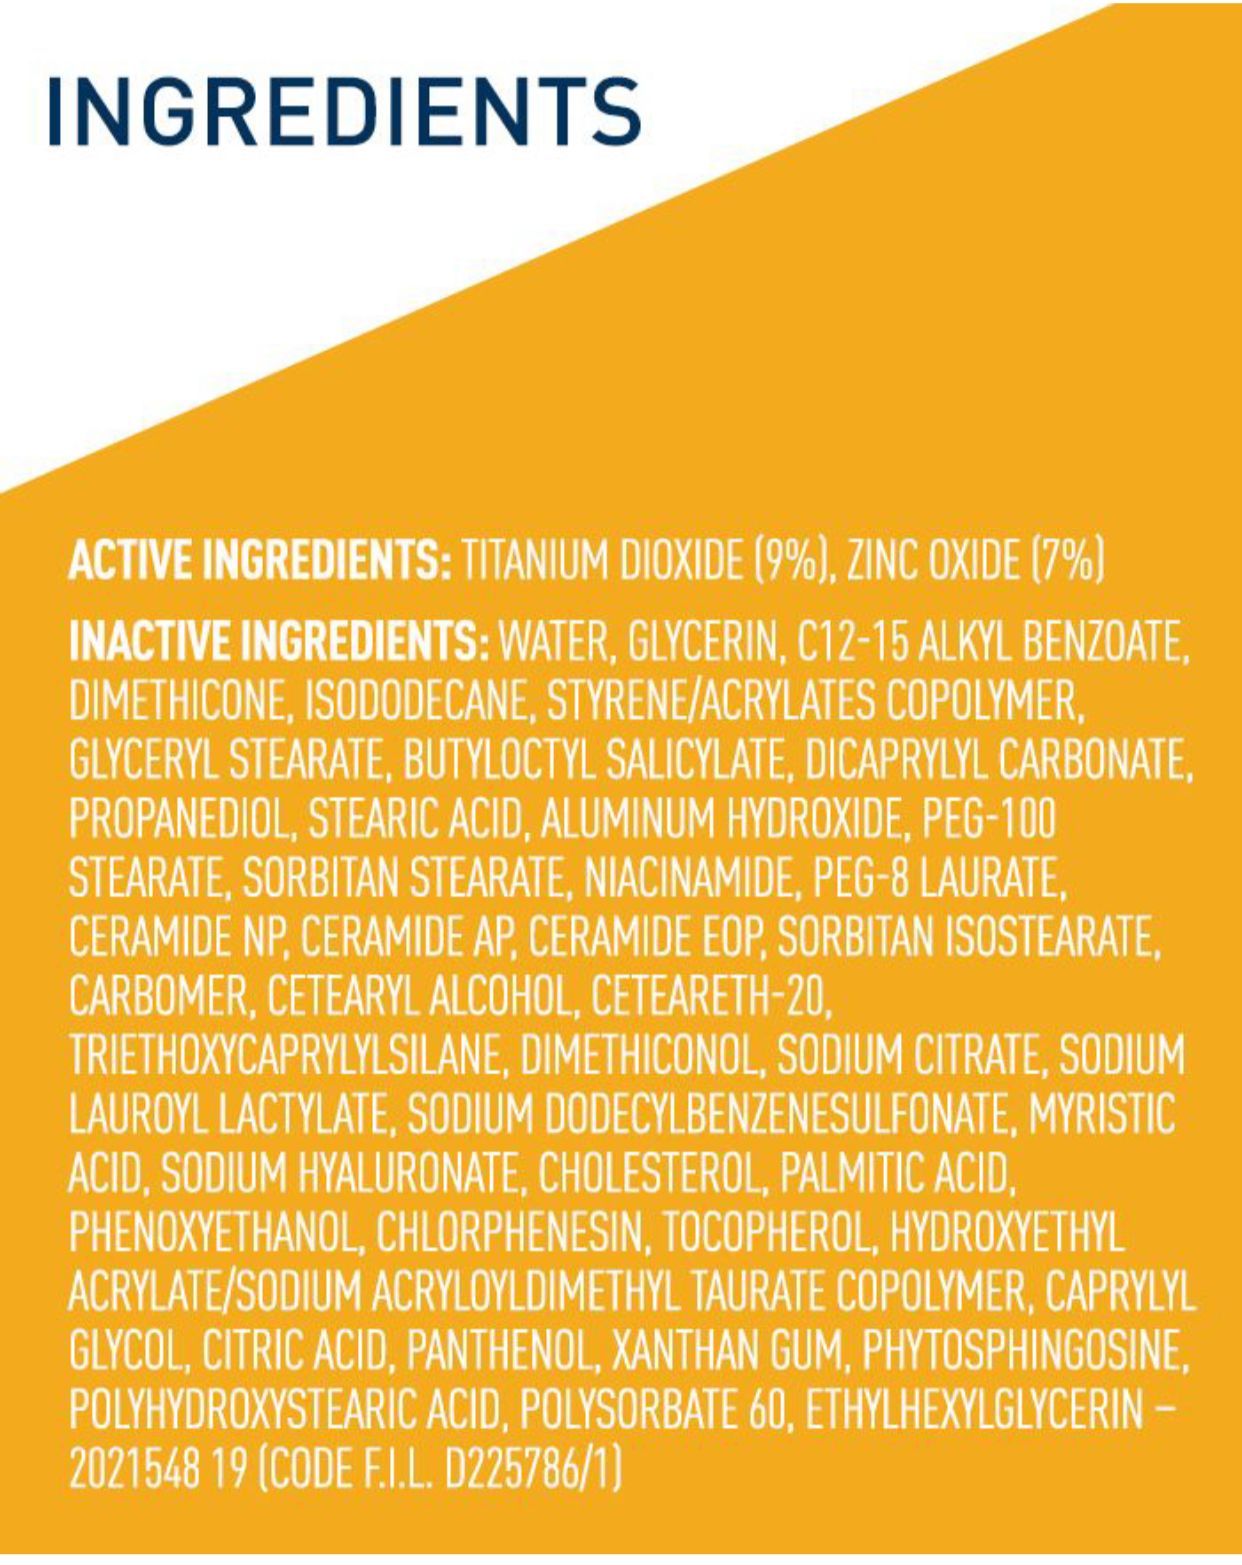 INGREDIENTS
ACTIVE INGREDIENTS: TITANIUM DIOXIDE (9%), ZINC OXIDE (7%)
INACTIVE INGREDIENTS: WATER, GLYCERIN, C12-15 ALKYL BENZOATE,
DIMETHICONE, ISODODECANE, STYRENE/ACRYLATES COPOLYMER,
GLYCERYL STEARATE, BUTYLOCTYL SALICYLATE, DICAPRYLYL CARBONATE,
PROPANEDIOL, STEARIC ACID, ALUMINUM HYDROXIDE, PEG-100
STEARATE, SORBITAN STEARATE, NIACINAMIDE, PEG-8 LAURATE,
CERAMIDE NP, CERAMIDE AP, CERAMIDE EOP, SORBITAN ISOSTEARATE,
CARBOMER, CETEARYL ALCOHOL, CETEARETH-20,
TRIETHOXYCAPRYLYLSILANE, DIMETHICONOL, SODIUM CITRATE, SODIUM
LAUROYL LACTYLATE, SODIUM DODECYLBENZENESULFONATE, MYRISTIC
ACID, SODIUM HYALURONATE, CHOLESTEROL, PALMITIC ACID,
PHENOXYETHANOL, CHLORPHENESIN, TOCOPHEROL, HYDROXYETHYL
ACRYLATE/SODIUM ACRYLOYLDIMETHYL TAURATE COPOLYMER, CAPRYLYL
GLYCOL, CITRIC ACID, PANTHENOL, XANTHAN GUM, PHYTOSPHINGOSINE,
POLYHYDROXYSTEARIC ACID, POLYSORBATE 60, ETHYLHEXYLGLYCERIN –
2021548 19 (CODE F.I.L. D225786/1)